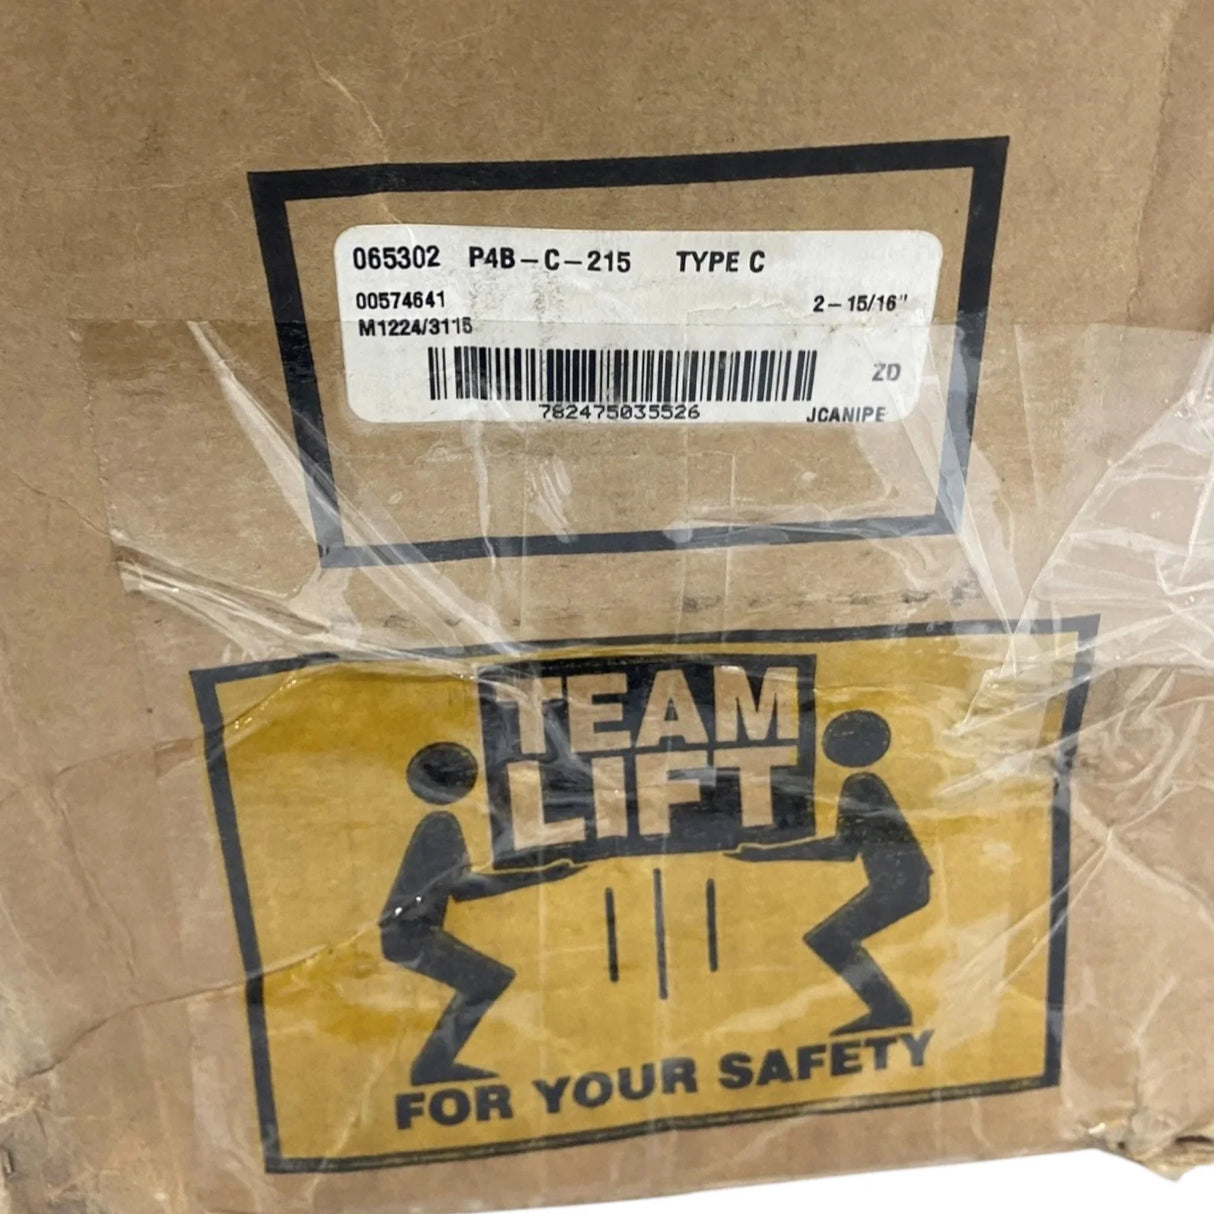 065302 P4B-C-215 TYPE C
00574641 2-15/16"
M1224/3115
ZD
782475035526 JCANIPE
TEAM
LIFT
FOR YOUR SAFETY